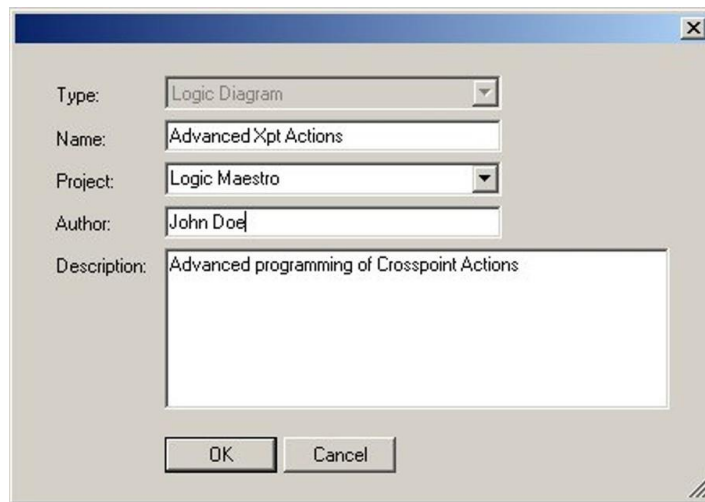 Type: Logic Diagram
Name: Advanced Xpt Actions
Project: Logic Maestro
Author: John Doe
Description: Advanced programming of Crosspoint Actions
OK Cancel